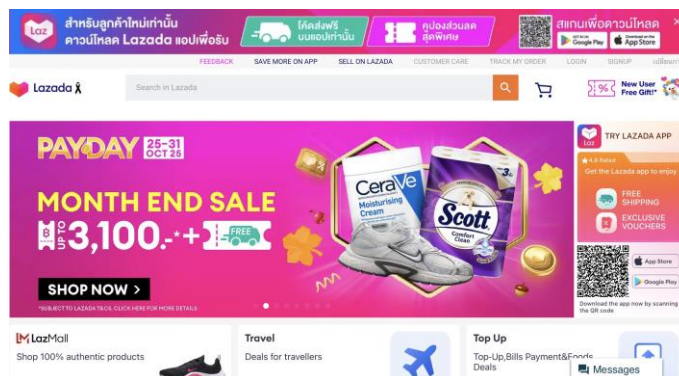 Laz
สำหรับลูกค้าใหม่เท่านั้น
ดาวน์โหลด Lazada แอปเพื่อรับ
โค้ดส่งฟรี
บนแอปเท่านั้น
คูปองส่วนลด
สุดพิเศษ
สแกนเพื่อดาวน์โหลด
Google Play
App Store
FEEDBACK SAVE MORE ON APP SELL ON LAZADA CUSTOMER CARE TRACK MY ORDER LOGIN SIGNUP
Lazada
Search in Lazada
New User
Free Gift!*
PAYDAY 25-31
OCT 25
MONTH END SALE
฿ UP TO 3,100.-*+ FREE
SHOP NOW >
*SUBJECT TO LAZADA T&CS. CLICK HERE FOR MORE DETAILS
CeraVe
Moisturising
Cream
Scott
Comfort
Clean
Laz
TRY LAZADA APP
4.8 Rated
Get the Lazada app to enjoy
FREE
SHIPPING
EXCLUSIVE
VOUCHERS
App Store
Google Play
Download the app now by scanning
the QR code
LazMall
Shop 100% authentic products
Travel
Deals for travellers
Top Up
Top-Up,Bills Payment&Foods
Deals
Messages